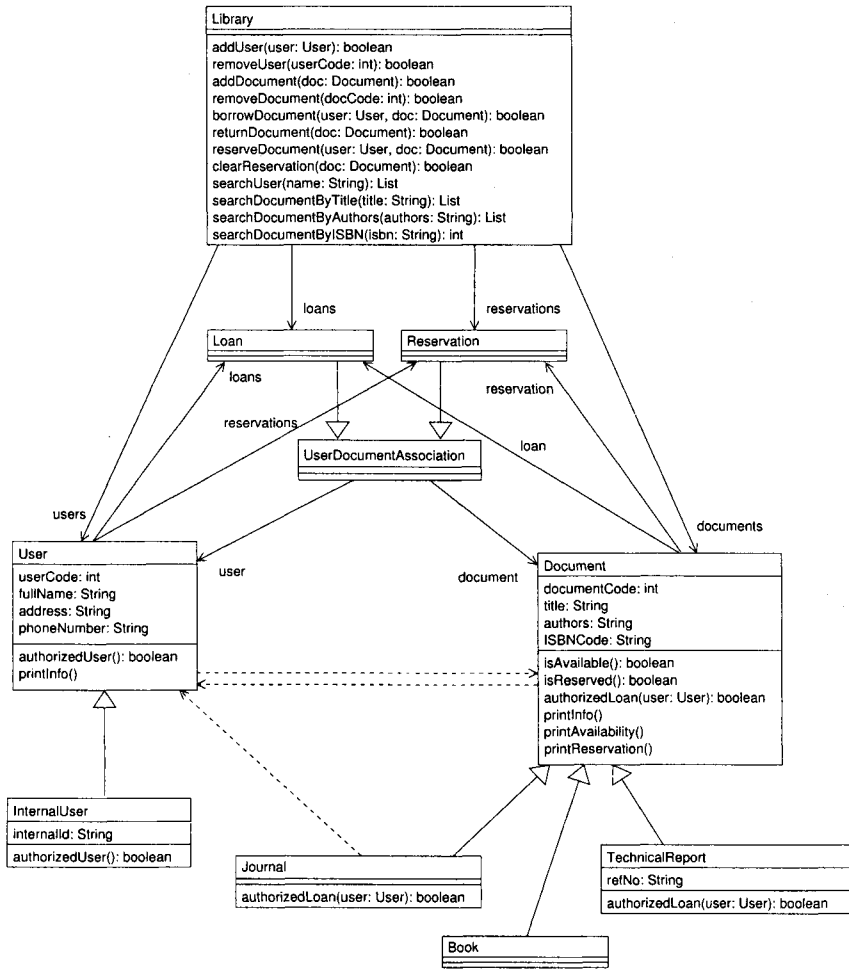 Library
addUser(user: User): boolean
removeUser(userCode: int): boolean
addDocument(doc: Document): boolean
removeDocument(docCode: int): boolean
borrowDocument(user: User, doc: Document): boolean
returnDocument(doc: Document): boolean
reserveDocument(user: User, doc: Document): boolean
clearReservation(doc: Document): boolean
searchUser(name: String): List
searchDocumentByTitle(title: String): List
searchDocumentByAuthors(authors: String): List
searchDocumentByISBN(isbn: String): int
loans
reservations
Loan
Reservation
loans
reservation
reservations
loan
UserDocumentAssociation
users
documents
User
userCode: int
fullName: String
address: String
phoneNumber: String
authorizedUser(): boolean
printInfo()
user
document
Document
documentCode: int
title: String
authors: String
ISBNCode: String
isAvailable(): boolean
isReserved(): boolean
authorizedLoan(user: User): boolean
printInfo()
printAvailability()
printReservation()
InternalUser
internalId: String
authorizedUser(): boolean
Journal
authorizedLoan(user: User): boolean
TechnicalReport
refNo: String
authorizedLoan(user: User): boolean
Book